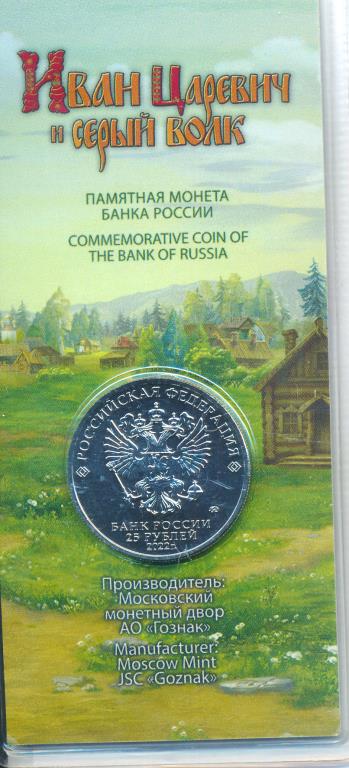 Иван Царевич
и серый волк
ПАМЯТНАЯ МОНЕТА
БАНКА РОССИИ
COMMEMORATIVE COIN OF
THE BANK OF RUSSIA
РОССИЙСКАЯ ФЕДЕРАЦИЯ
БАНК РОССИИ
25 РУБЛЕЙ
2022 г.
Производитель:
Московский
монетный двор
АО «Гознак»
Manufacturer:
Moscow Mint
JSC «Goznak»